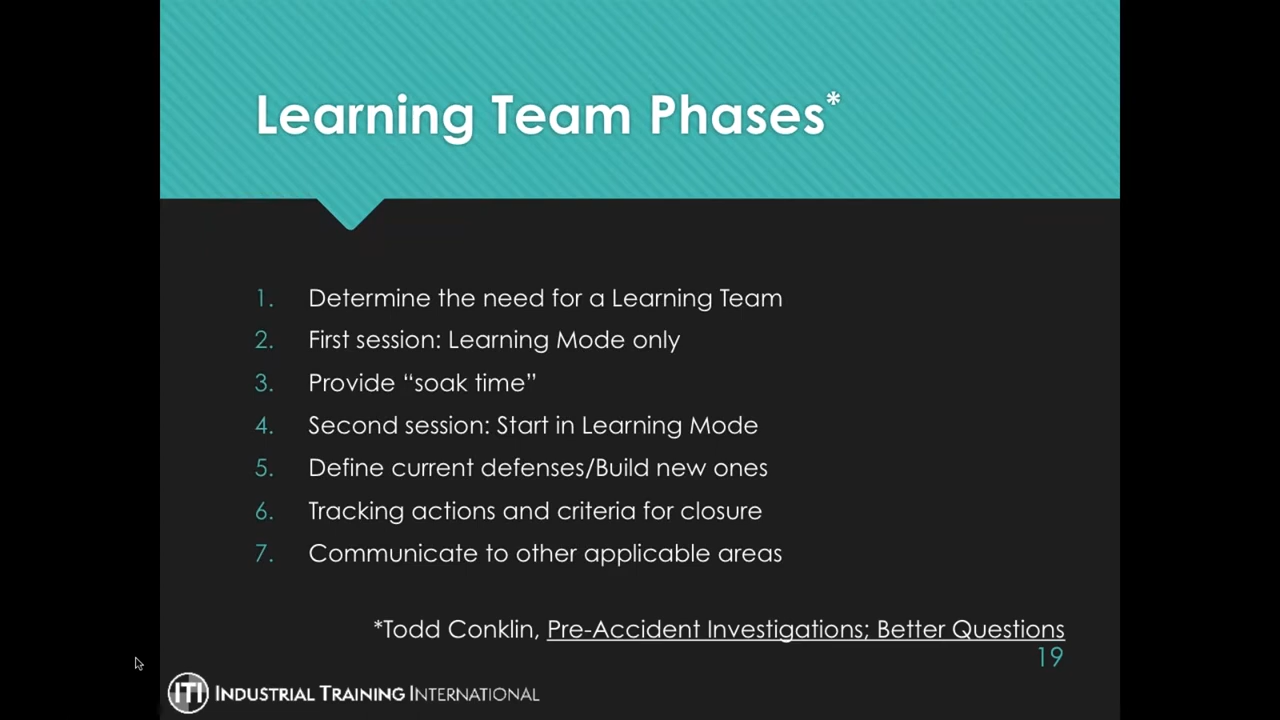 Learning Team Phases*
1. Determine the need for a Learning Team
2. First session: Learning Mode only
3. Provide “soak time”
4. Second session: Start in Learning Mode
5. Define current defenses/Build new ones
6. Tracking actions and criteria for closure
7. Communicate to other applicable areas
*Todd Conklin, Pre-Accident Investigations; Better Questions
19
ITI INDUSTRIAL TRAINING INTERNATIONAL